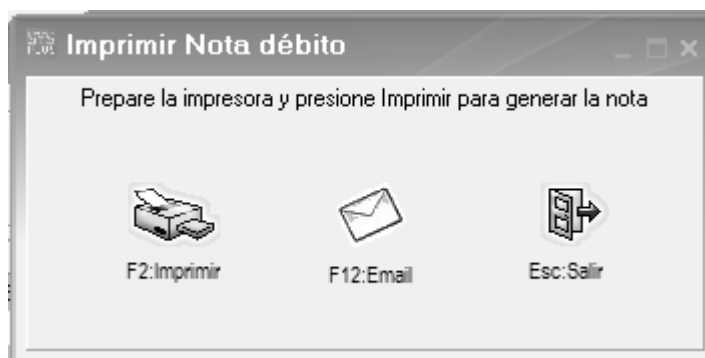 Imprimir Nota débito
Prepare la impresora y presione Imprimir para generar la nota
F2:Imprimir
F12:Email
Esc:Salir